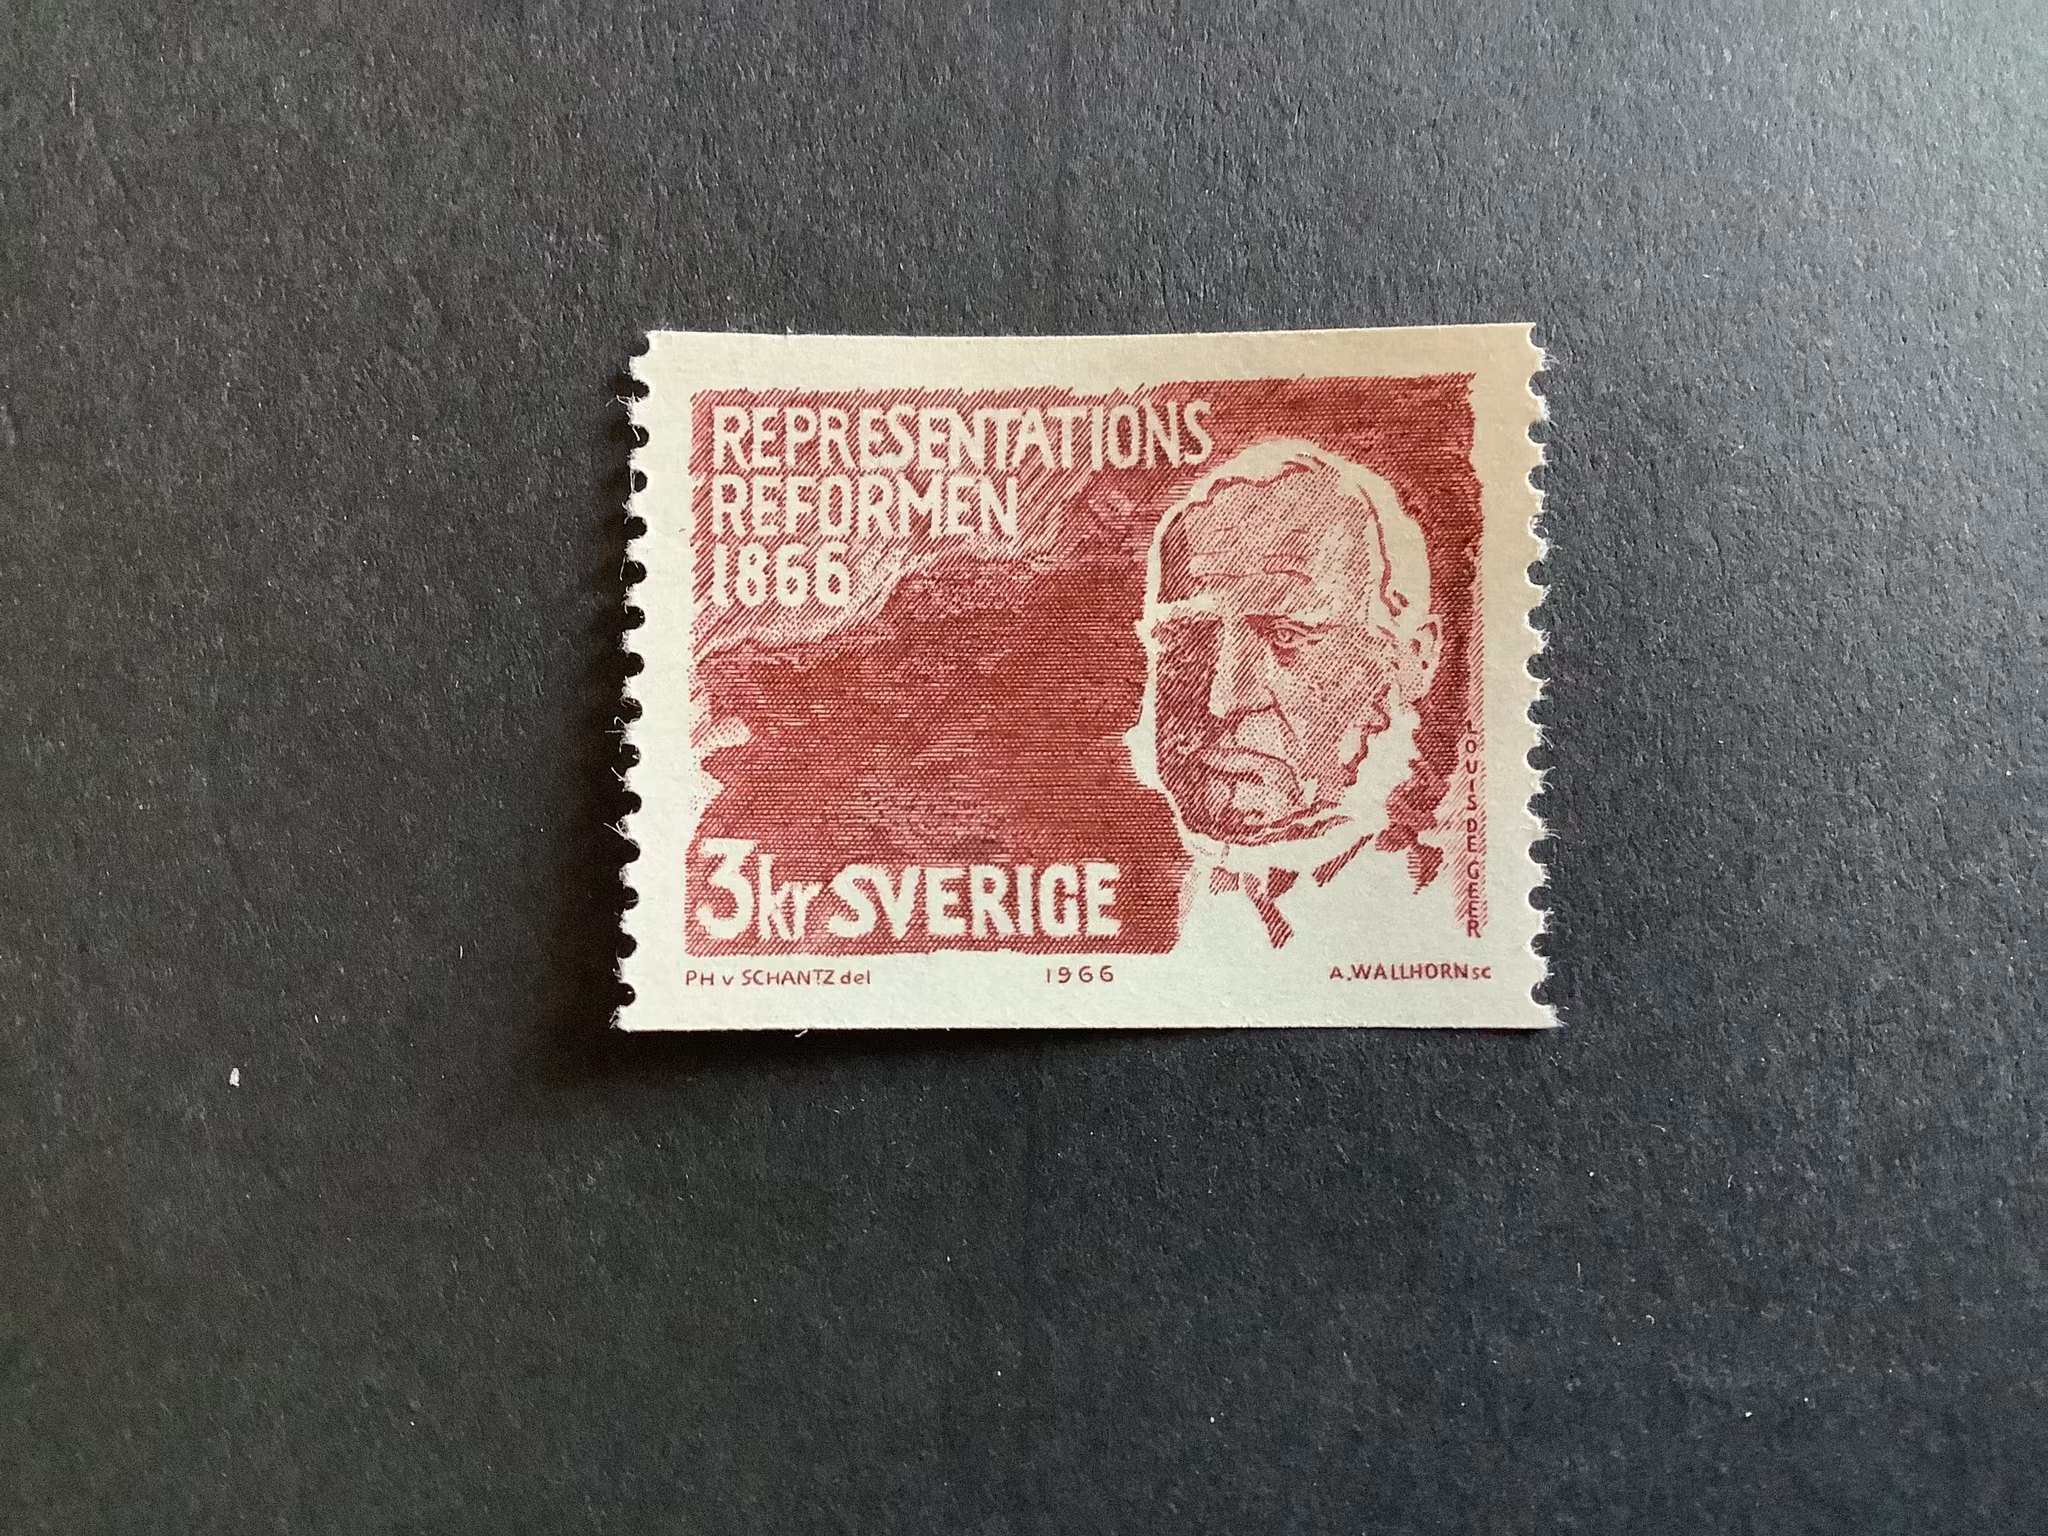 REPRESENTATIONS
REFORMEN
1866
LOUIS DE GEER
3kr SVERIGE
PH v SCHANTZ del 1966 A.WALLHORN sc